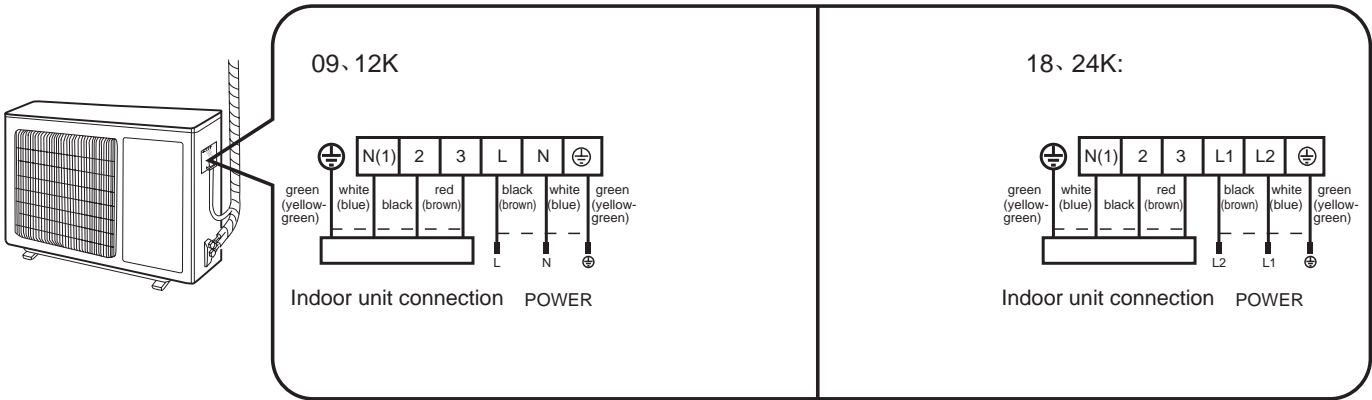 09、12K
N(1) 2 3 L N
green (yellow-green)
white (blue)
black
red (brown)
black (brown)
white (blue)
green (yellow-green)
L N
Indoor unit connection POWER
18、24K:
N(1) 2 3 L1 L2
green (yellow-green)
white (blue)
black
red (brown)
black (brown)
white (blue)
green (yellow-green)
L2 L1
Indoor unit connection POWER